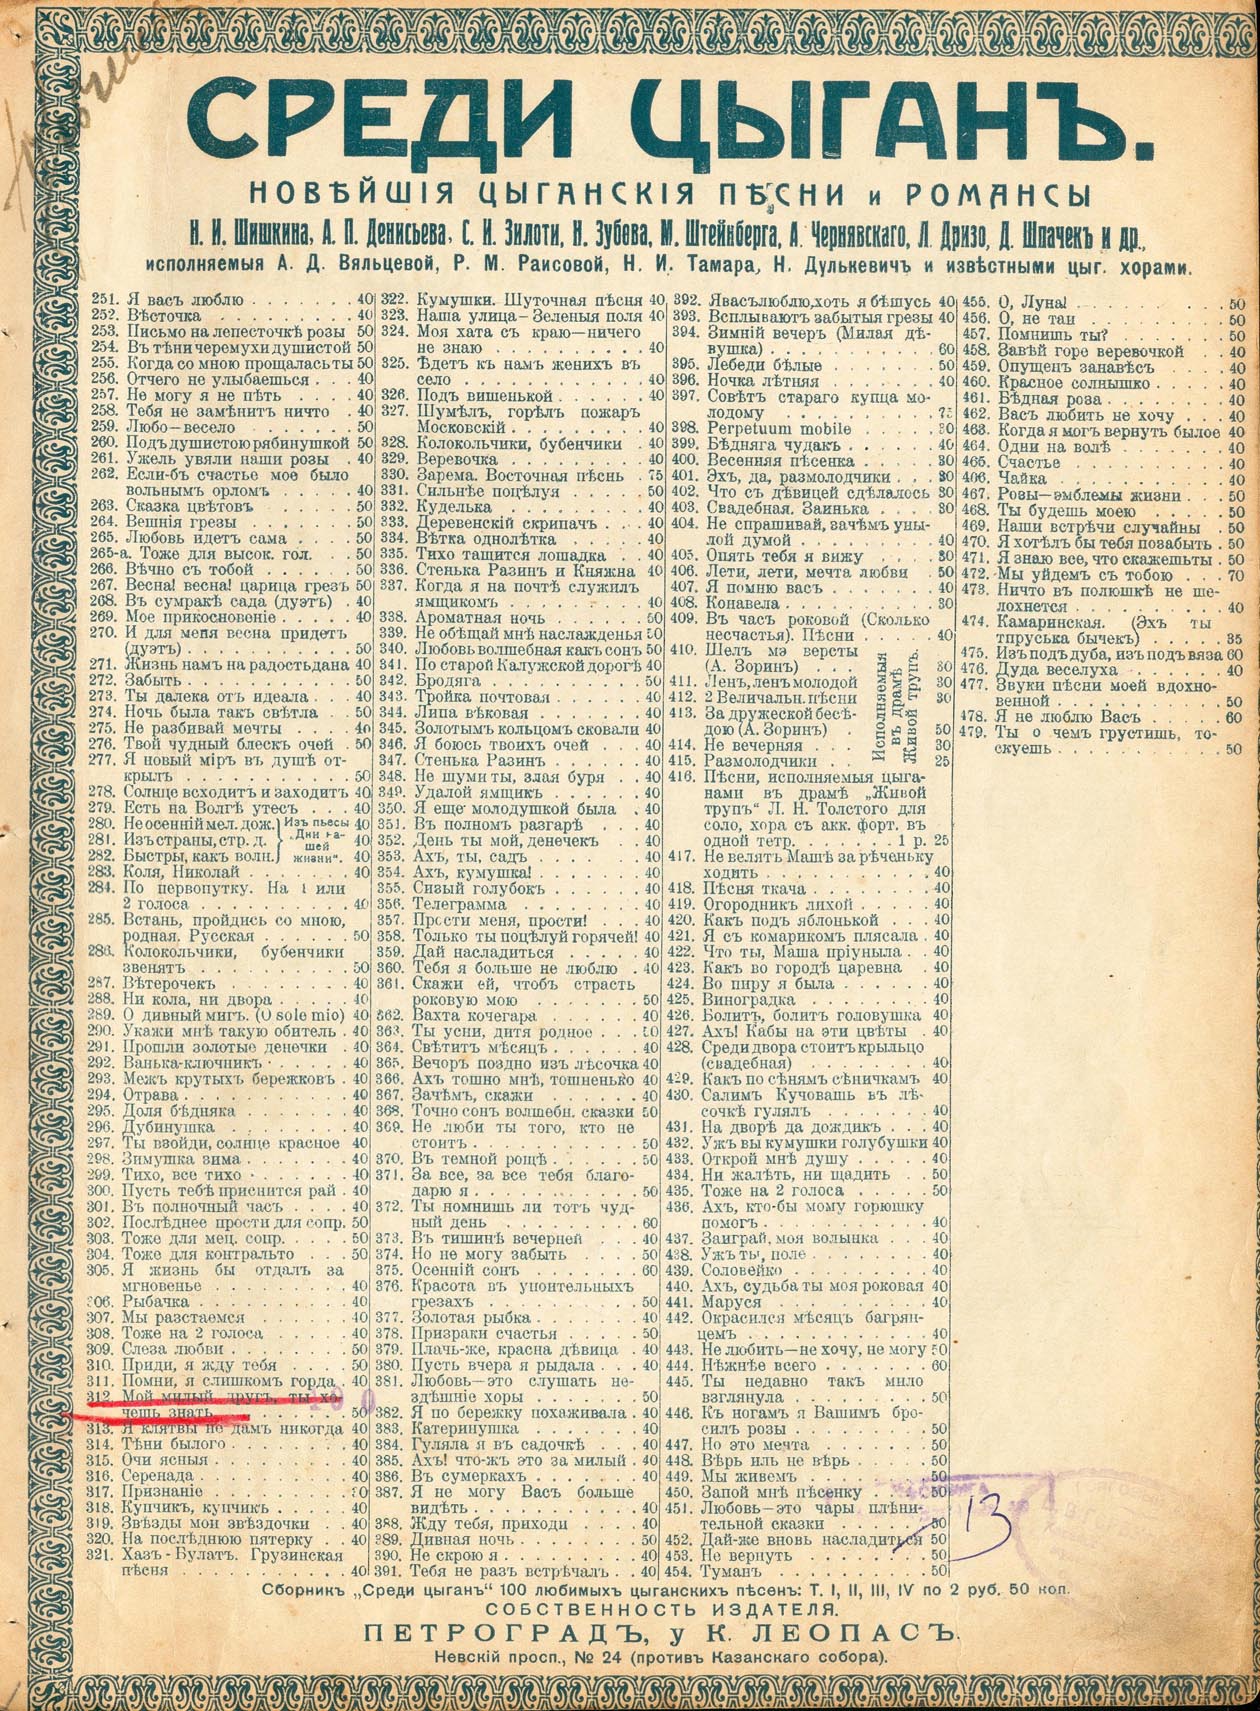 СРЕДИ ЦЫГАНЪ.
НОВѢЙШІЯ ЦЫГАНСКІЯ ПѢСНИ и РОМАНСЫ
Н. И. Шишкина, А. П. Денисьева, С. И. Зилоти, Н. Зубова, М. Штейнберга, А. Чернявскаго, Л. Дризо, Д. Шпачекъ и др.,
исполняемыя А. Д. Вяльцевой, Р. М. Раисовой, Н. И. Тамара, Н. Дулькевичъ и извѣстными цыг. хорами.
251. Я васъ люблю . . . . . . . 40
252. Вѣсточка . . . . . . . . . 40
253. Письмо на лепесточкѣ розы 50
254. Въ тѣни черемухи душистой 50
255. Когда со мною прощалась ты 50
256. Отчего не улыбаешься . . . 40
257. Не могу я не пѣть . . . . 40
258. Тебя не замѣнитъ ничто . 40
259. Любо—весело . . . . . . . 50
260. Подъ душистою рябинушкой 50
261. Ужель увяли наши розы . 40
262. Если-бъ счастье мое было
вольнымъ орломъ . . . . . 40
263. Сказка цвѣтовъ . . . . . . 50
264. Вешнія грезы . . . . . . . 50
265. Любовь идетъ сама . . . . 50
265-а. Тоже для высок. гол. . . 50
266. Вѣчно съ тобой . . . . . . 50
267. Весна! весна! царица грезъ 50
268. Въ сумракѣ сада (дуэтъ) . 40
269. Мое прикосновеніе . . . . 40
270. И для меня весна придетъ
(дуэтъ) . . . . . . . . . . 50
271. Жизнь намъ на радость дана 40
272. Забыть . . . . . . . . . . 50
273. Ты далека отъ идеала . . . 40
274. Ночь была такъ свѣтла . . 50
275. Не разбивай мечты . . . . 40
276. Твой чудный блескъ очей . 50
277. Я новый міръ въ душѣ от-
крылъ . . . . . . . . . . 50
278. Солнце всходитъ и заходитъ 40
279. Есть на Волгѣ утесъ . . . 40
280. Не осенній мел. дож. 40
281. Изъ страны, стр. д. 40
282. Быстры, какъ волн. 40
Изъ пьесы
„Дни на-
шей
жизни“.
283. Коля, Николай . . . . . . 40
284. По первопутку. На 1 или
2 голоса . . . . . . . . . 40
285. Встань, пройдись со мною,
родная. Русская . . . . . . 50
286. Колокольчики, бубенчики
звенятъ . . . . . . . . . . 50
287. Вѣтерочекъ . . . . . . . . 40
288. Ни кола, ни двора . . . . 40
289. О дивный мигъ. (O sole mio) 40
290. Укажи мнѣ такую обитель . 40
291. Прошли золотые денечки . 40
292. Ванька-ключникъ . . . . . 40
293. Межъ крутыхъ бережковъ . 40
294. Отрава . . . . . . . . . . 40
295. Доля бѣдняка . . . . . . . 40
296. Дубинушка . . . . . . . . 40
297. Ты взойди, солнце красное 40
298. Зимушка зима . . . . . . . 40
299. Тихо, все тихо . . . . . . 40
300. Пусть тебѣ приснится рай . 40
301. Въ полночный часъ . . . . 40
302. Послѣднее прости для сопр. 50
303. Тоже для мец. сопр. . . . . 50
304. Тоже для контральто . . . 50
305. Я жизнь бы отдалъ за
мгновенье . . . . . . . . . 40
306. Рыбачка . . . . . . . . . . 40
307. Мы разстаемся . . . . . . 40
308. Тоже на 2 голоса . . . . . 40
309. Слеза любви . . . . . . . . 50
310. Приди, я жду тебя . . . . 50
311. Помни, я слишкомъ горда . 40
312. Мой милый другъ, ты хо-
чешь знать . . . . . . . . 50
313. Я клятвы не дамъ никогда 40
314. Тѣни былого . . . . . . . . 40
315. Очи ясныя . . . . . . . . 40
316. Серенада . . . . . . . . . 40
317. Признаніе . . . . . . . . .
318. Купчикъ, купчикъ . . . . . 40
319. Звѣзды мои звѣздочки . . 40
320. На послѣднюю пятерку . . 40
321. Хазъ-Булатъ. Грузинская
пѣсня . . . . . . . . . . . 40
322. Кумушки. Шуточная пѣсня 40
323. Наша улица—Зеленыя поля 40
324. Моя хата съ краю—ничего
не знаю . . . . . . . . . . 40
325. Ѣдетъ къ намъ женихъ въ
село . . . . . . . . . . . 40
326. Подъ вишенькой . . . . . . 40
327. Шумѣлъ, горѣлъ пожаръ
Московскій . . . . . . . . 40
328. Колокольчики, бубенчики . 40
329. Веревочка . . . . . . . . . 40
330. Зарема. Восточная пѣснь . 75
331. Сильнѣе поцѣлуя . . . . . 50
332. Куделька . . . . . . . . . 40
333. Деревенскій скрипачъ . . . 40
334. Вѣтка однолѣтка . . . . . 40
335. Тихо тащится лошадка . . 40
336. Стенька Разинъ и Княжна 40
337. Когда я на почтѣ служилъ
ямщикомъ . . . . . . . . . 40
338. Ароматная ночь . . . . . . 50
339. Не обѣщай мнѣ наслажденья 50
340. Любовь волшебная какъ сонъ 50
341. По старой Калужской дорогѣ 40
342. Бродяга . . . . . . . . . . 50
343. Тройка почтовая . . . . . . 40
344. Липа вѣковая . . . . . . . 40
345. Золотымъ кольцомъ сковали 40
346. Я боюсь твоихъ очей . . . 40
347. Стенька Разинъ . . . . . . 40
348. Не шуми ты, злая буря . . 40
349. Удалой ямщикъ . . . . . . 40
350. Я еще молодушкой была . 40
351. Въ полномъ разгарѣ . . . 40
352. День ты мой, денечекъ . . 40
353. Ахъ, ты, садъ . . . . . . . 40
354. Ахъ, кумушка! . . . . . . . 40
355. Сизый голубокъ . . . . . . 40
356. Телеграмма . . . . . . . . 40
357. Прости меня, прости! . . . 40
358. Только ты поцѣлуй горячей! 40
359. Дай насладиться . . . . . 40
360. Тебя я больше не люблю . 40
361. Скажи ей, чтобъ страсть
роковую мою . . . . . . . 50
362. Вахта кочегара . . . . . . 40
363. Ты усни, дитя родное . . . 50
364. Свѣтитъ мѣсяцъ . . . . . . 40
365. Вечоръ поздно изъ лѣсочка 40
366. Ахъ тошно мнѣ, тошненько 40
367. Зачѣмъ, скажи . . . . . . 40
368. Точно сонъ волшебн. сказки 50
369. Не люби ты того, кто не
стоитъ . . . . . . . . . . 50
370. Въ темной рощѣ . . . . . . 50
371. За все, за все тебя благо-
дарю я . . . . . . . . . . 50
372. Ты помнишь ли тотъ чуд-
ный день . . . . . . . . . 60
373. Въ тишинѣ вечерней . . . 40
374. Но не могу забыть . . . . 50
375. Осенній сонъ . . . . . . . 60
376. Красота въ упоительныхъ
грезахъ . . . . . . . . . . 50
377. Золотая рыбка . . . . . . . 40
378. Призраки счастья . . . . . 50
379. Плачь-же, красна дѣвица . 40
380. Пусть вчера я рыдала . . . 40
381. Любовь—это слушать не-
здѣшніе хоры . . . . . . . 50
382. Я по бережку похаживала . 40
383. Катеринушка . . . . . . . 40
384. Гуляла я въ садочкѣ . . . 40
385. Ахъ! что-жъ это за милый . 40
386. Въ сумеркахъ . . . . . . . 40
387. Я не могу Васъ больше
видѣть . . . . . . . . . . 40
388. Жду тебя, приходи . . . . 40
389. Дивная ночь . . . . . . . . 50
390. Не скрою я . . . . . . . . 40
391. Тебя не разъ встрѣчалъ . . 40
392. Я васъ люблю, хоть я бѣшусь 40
393. Всплываютъ забытыя грезы 40
394. Зимній вечеръ (Милая дѣ-
вушка) . . . . . . . . . . 60
395. Лебеди бѣлые . . . . . . . 50
396. Ночка лѣтняя . . . . . . . 40
397. Совѣтъ стараго купца мо-
лодому . . . . . . . . . . 75
398. Perpetuum mobile . . . . . 30
399. Бѣдняга чудакъ . . . . . . 40
400. Весенняя пѣсенка . . . . . 30
401. Эхъ, да, размолодчики . . . 30
402. Что съ дѣвицей сдѣлалось 30
403. Свадебная. Заинька . . . . 30
404. Не спрашивай, зачѣмъ уны-
лой думой . . . . . . . . . 40
405. Опять тебя я вижу . . . . 30
406. Лети, лети, мечта любви . 50
407. Я помню васъ . . . . . . . 40
408. Конавела . . . . . . . . . 30
409. Въ часъ роковой (Сколько
несчастья). Пѣсни . . . . 40
410. Шелъ мэ версты
(А. Зоринъ) . . . 30
411. Ленъ, ленъ молодой 30
412. 2 Величальн. пѣсни 30
413. За дружеской бесѣ-
дою (А. Зоринъ) . 50
414. Не вечерняя . . . 30
415. Размолодчики . . 25
Исполняемыя
въ драмѣ
Живой трупъ.
416. Пѣсни, исполняемыя цыга-
нами въ драмѣ „Живой
трупъ“ Л. Н. Толстого для
соло, хора съ акк. форт. въ
одной тетр. . . . . . . 1 р. 25
417. Не велятъ Машѣ за рѣченьку
ходить . . . . . . . . . . 40
418. Пѣсня ткача . . . . . . . . 40
419. Огородникъ лихой . . . . . 40
420. Какъ подъ яблонькой . . . 40
421. Я съ комарикомъ плясала . 40
422. Что ты, Маша пріуныла . . 40
423. Какъ во городѣ царевна . 40
424. Во пиру я была . . . . . . 40
425. Виноградка . . . . . . . . 40
426. Болитъ, болитъ головушка 40
427. Ахъ! Кабы на эти цвѣты . 40
428. Среди двора стоитъ крыльцо
(свадебная) . . . . . . . . 40
429. Какъ по сѣнямъ сѣничкамъ 40
430. Салимъ Кучовашь въ лѣ-
сочкѣ гулялъ . . . . . . . 40
431. На дворѣ да дождикъ . . . 40
432. Ужъ вы кумушки голубушки 40
433. Открой мнѣ душу . . . . . 40
434. Ни жалѣть, ни щадить . . 50
435. Тоже на 2 голоса . . . . . 50
436. Ахъ, кто-бы мому горюшку
помогъ . . . . . . . . . . 40
437. Заиграй, моя волынка . . . 40
438. Ужъ ты, поле . . . . . . . 40
439. Соловейко . . . . . . . . . 40
440. Ахъ, судьба ты моя роковая 40
441. Маруся . . . . . . . . . . 40
442. Окрасился мѣсяцъ багрян-
цемъ . . . . . . . . . . . 40
443. Не любить—не хочу, не могу 50
444. Нѣжнѣе всего . . . . . . . 60
445. Ты недавно такъ мило
взглянула . . . . . . . . . 50
446. Къ ногамъ я Вашимъ бро-
силъ розы . . . . . . . . . 50
447. Но это мечта . . . . . . . 50
448. Вѣрь иль не вѣрь . . . . . 50
449. Мы живемъ . . . . . . . . 50
450. Запой мнѣ пѣсенку . . . . 50
451. Любовь—это чары плѣни-
тельной сказки . . . . . . 50
452. Дай-же вновь насладиться 50
453. Не вернуть . . . . . . . . 50
454. Туманъ . . . . . . . . . . 50
455. О, Луна! . . . . . . . . . 50
456. О, не таи . . . . . . . . . 50
457. Помнишь ты? . . . . . . . 50
458. Завѣй горе веревочкой . . 40
459. Опущенъ занавѣсъ . . . . 40
460. Красное солнышко . . . . . 40
461. Бѣдная роза . . . . . . . . 40
462. Васъ любить не хочу . . . 40
463. Когда я могъ вернуть былое 40
464. Одни на волѣ . . . . . . . 40
465. Счастье . . . . . . . . . . 40
466. Чайка . . . . . . . . . . . 40
467. Розы—эмблемы жизни . . . 50
468. Ты будешь моею . . . . . . 50
469. Наши встрѣчи случайны . 50
470. Я хотѣлъ бы тебя позабыть . 50
471. Я знаю все, что скажешь ты . 50
472. Мы уйдемъ съ тобою . . . 70
473. Ничто въ полюшкѣ не ше-
лохнется . . . . . . . . . 40
474. Камаринская. (Эхъ ты
тпруська бычекъ) . . . . . 35
475. Изъ подъ дуба, изъ подъ вяза 60
476. Дуда веселуха . . . . . . . 40
477. Звуки пѣсни моей вдохно-
венной . . . . . . . . . . 50
478. Я не люблю Васъ . . . . . 60
479. Ты о чемъ грустишь, то-
скуешь . . . . . . . . . . 50
13
Сборникъ „Среди цыганъ“ 100 любимыхъ цыганскихъ пѣсенъ: Т. I, II, III, IV по 2 руб. 50 коп.
СОБСТВЕННОСТЬ ИЗДАТЕЛЯ.
ПЕТРОГРАДЪ, у К. ЛЕОПАСЪ.
Невскій просп., № 24 (противъ Казанскаго собора).